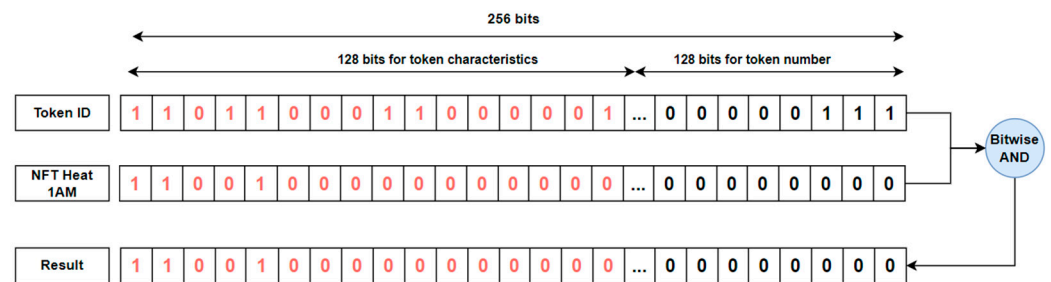 256 bits
128 bits for token characteristics
128 bits for token number
Token ID 1 1 0 1 1 0 0 0 1 1 0 0 0 0 0 1 ... 0 0 0 0 0 1 1 1
Bitwise
AND
NFT Heat
1AM
1 1 0 0 1 0 0 0 0 0 0 0 0 0 0 0 ... 0 0 0 0 0 0 0 0
Result 1 1 0 0 1 0 0 0 0 0 0 0 0 0 0 0 ... 0 0 0 0 0 0 0 0